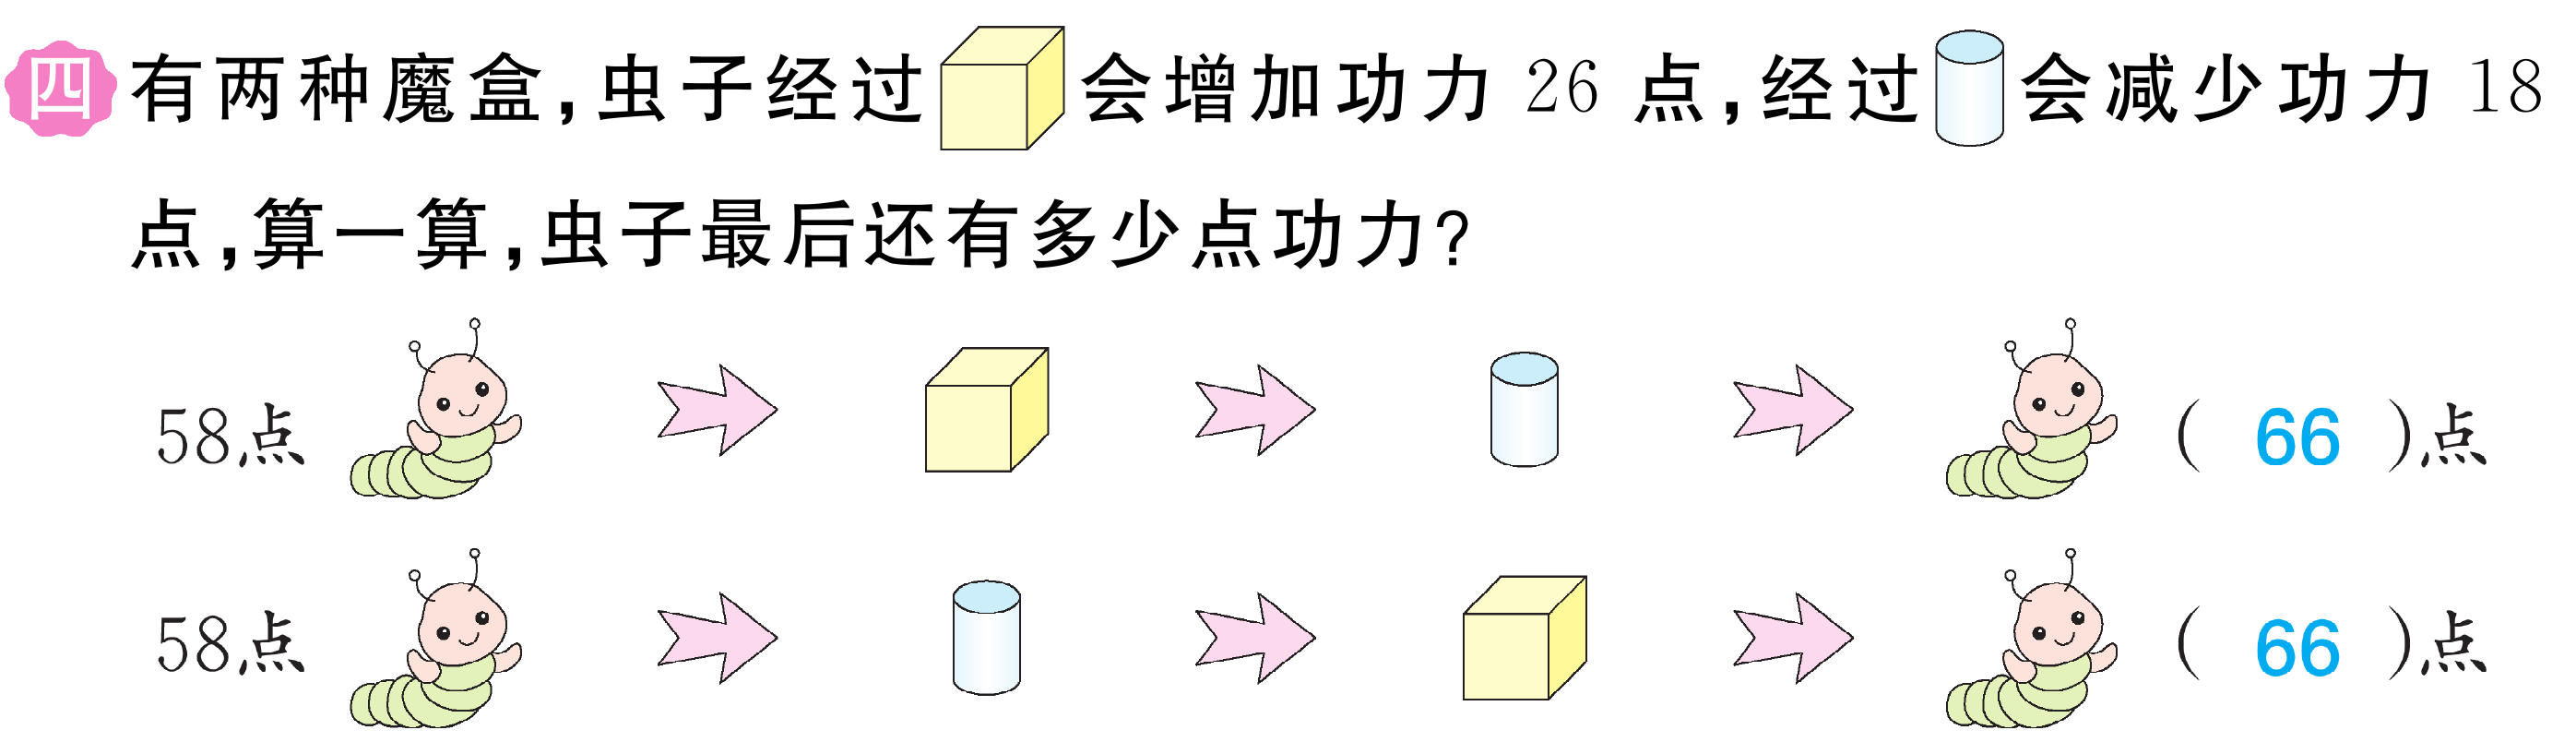 四 有两种魔盒,虫子经过会增加功力 26 点,经过会减少功力 18
点,算一算,虫子最后还有多少点功力?
58点 ( 66 )点
58点 ( 66 )点